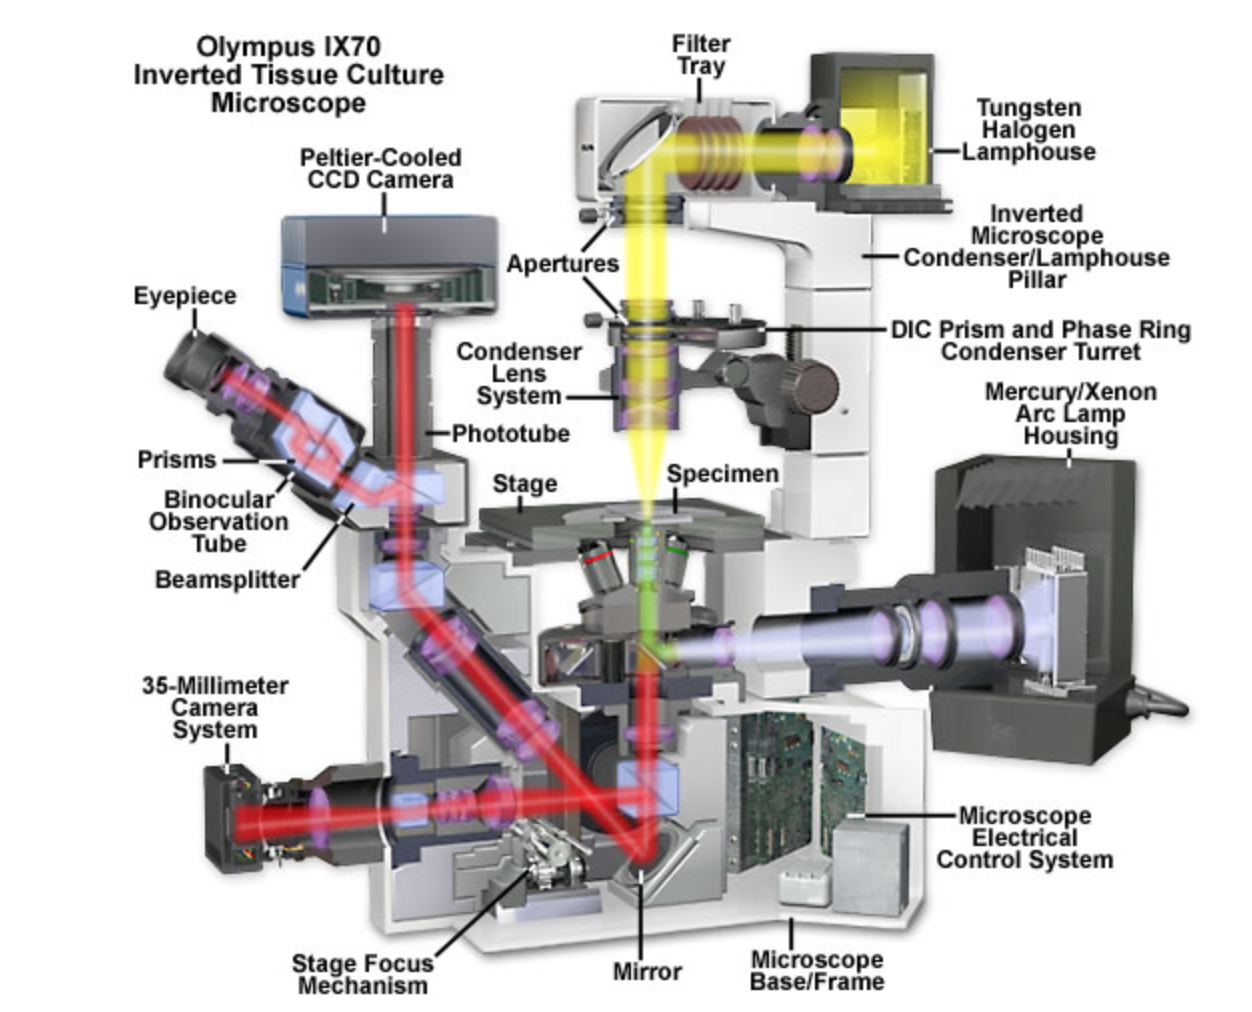 Olympus IX70
Inverted Tissue Culture
Microscope
Filter
Tray
Tungsten
Halogen
Lamphouse
Peltier-Cooled
CCD Camera
Inverted
Microscope
Condenser/Lamphouse
Pillar
Apertures
Eyepiece
DIC Prism and Phase Ring
Condenser Turret
Condenser
Lens
System
Mercury/Xenon
Arc Lamp
Housing
Phototube
Prisms
Stage
Specimen
Binocular
Observation
Tube
Beamsplitter
35-Millimeter
Camera
System
Microscope
Electrical
Control System
Stage Focus
Mechanism
Mirror
Microscope
Base/Frame